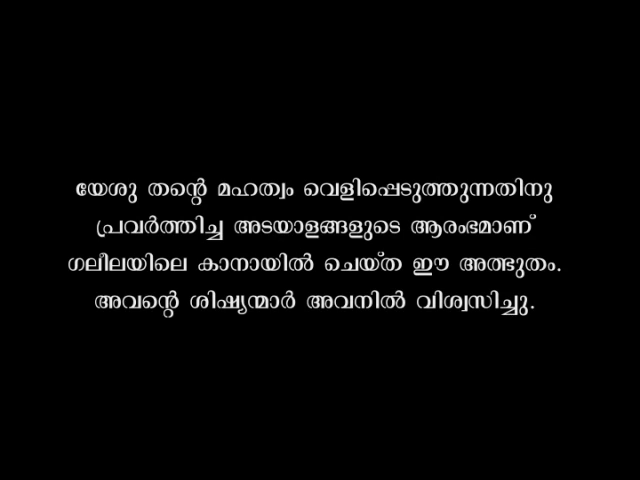 യേശു തന്റെ മഹത്വം വെളിപ്പെടുത്തുന്നതിനു
പ്രവർത്തിച്ച അടയാളങ്ങളുടെ ആരംഭമാണ്
ഗലീലയിലെ കാനായിൽ ചെയ്ത ഈ അത്ഭുതം.
അവന്റെ ശിഷ്യന്മാർ അവനിൽ വിശ്വസിച്ചു.